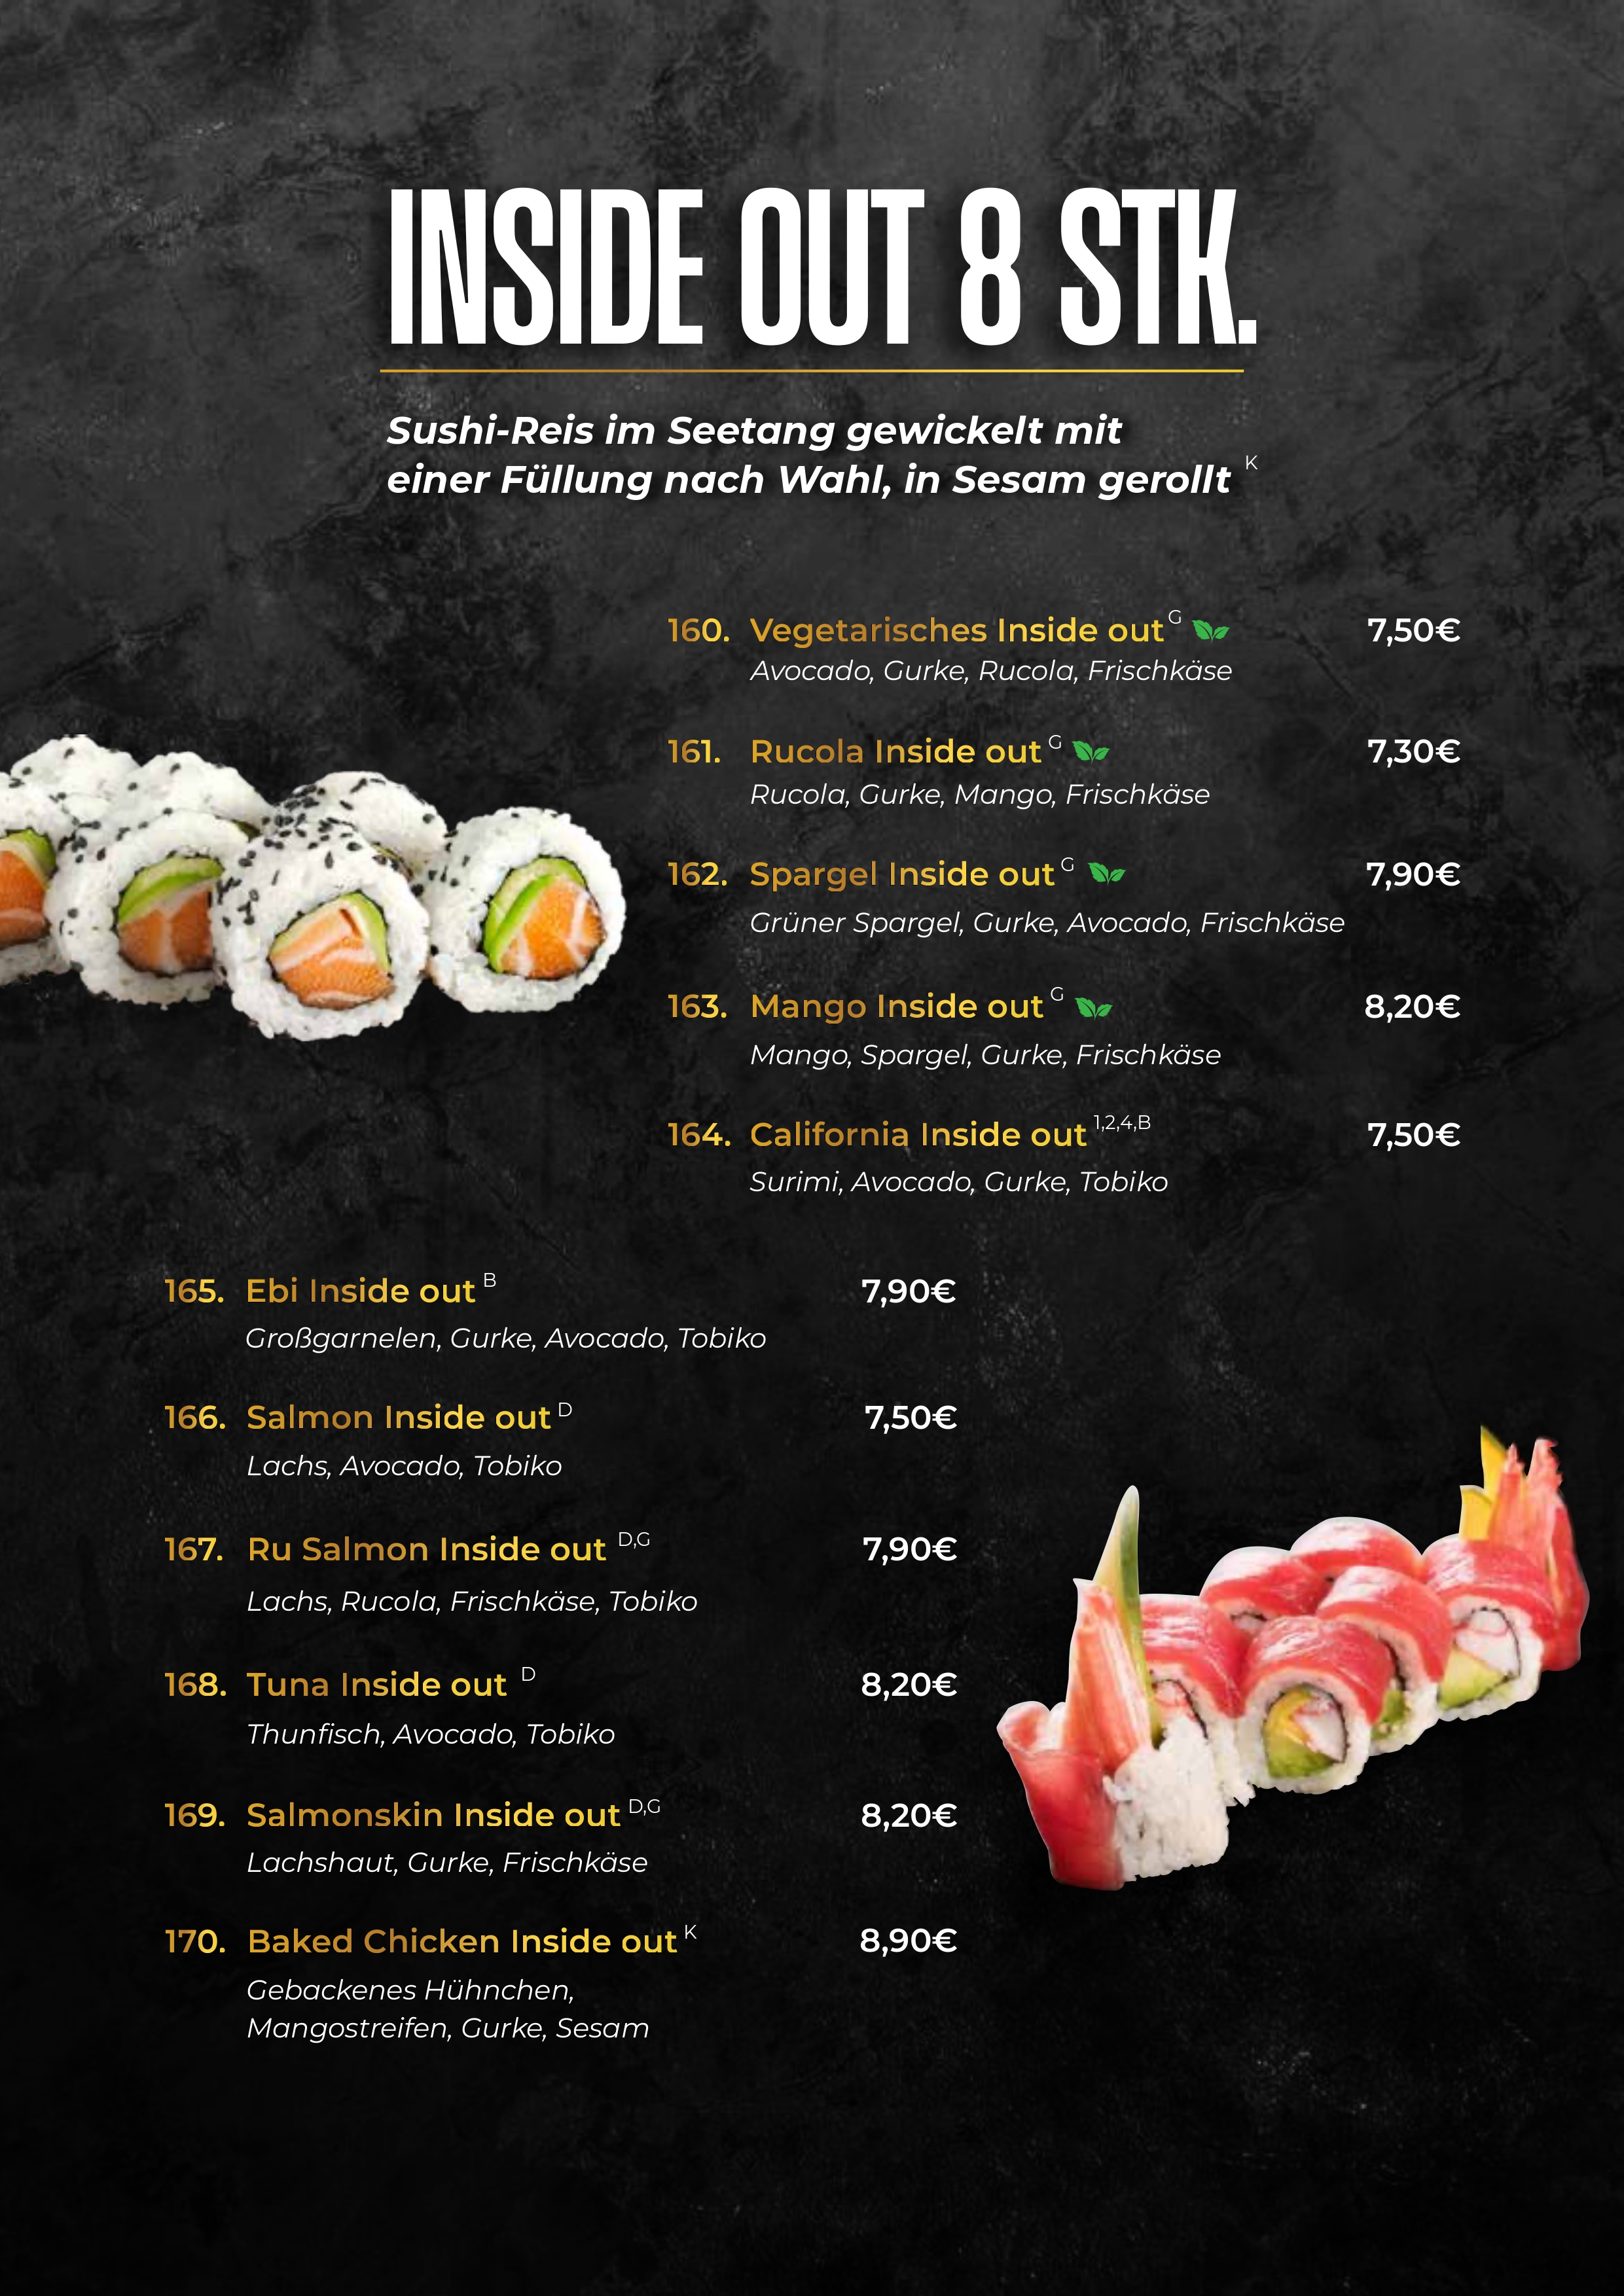 INSIDE OUT 8 STK.
Sushi-Reis im Seetang gewickelt mit
einer Füllung nach Wahl, in Sesam gerollt K
160. Vegetarisches Inside out G 7,50€
Avocado, Gurke, Rucola, Frischkäse
161. Rucola Inside out G 7,30€
Rucola, Gurke, Mango, Frischkäse
162. Spargel Inside out G 7,90€
Grüner Spargel, Gurke, Avocado, Frischkäse
163. Mango Inside out G 8,20€
Mango, Spargel, Gurke, Frischkäse
164. California Inside out 1,2,4,B 7,50€
Surimi, Avocado, Gurke, Tobiko
165. Ebi Inside out B 7,90€
Großgarnelen, Gurke, Avocado, Tobiko
166. Salmon Inside out D 7,50€
Lachs, Avocado, Tobiko
167. Ru Salmon Inside out D,G 7,90€
Lachs, Rucola, Frischkäse, Tobiko
168. Tuna Inside out D 8,20€
Thunfisch, Avocado, Tobiko
169. Salmonskin Inside out D,G 8,20€
Lachshaut, Gurke, Frischkäse
170. Baked Chicken Inside out K 8,90€
Gebackenes Hühnchen,
Mangostreifen, Gurke, Sesam